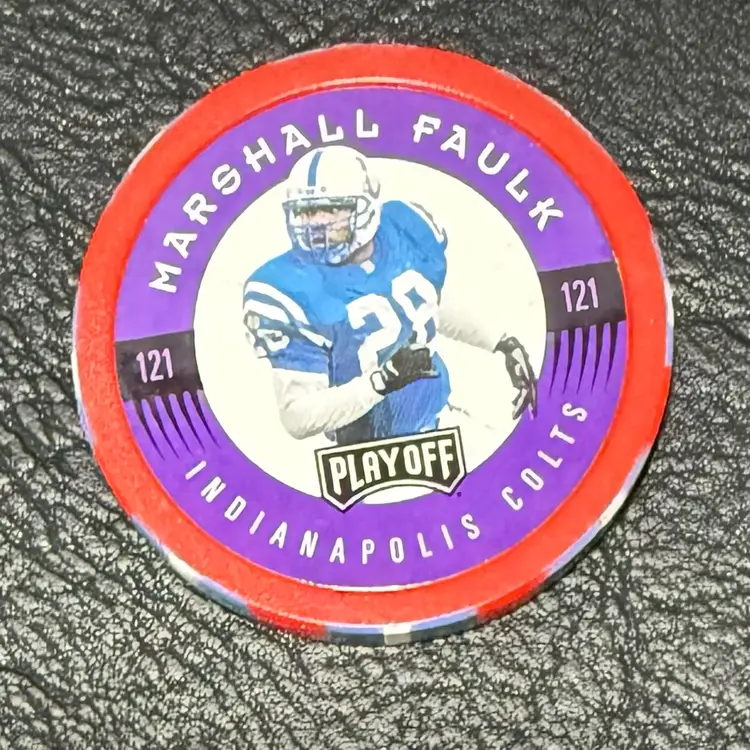 MARSHALL FAULK
121
121
28
PLAYOFF
INDIANAPOLIS COLTS